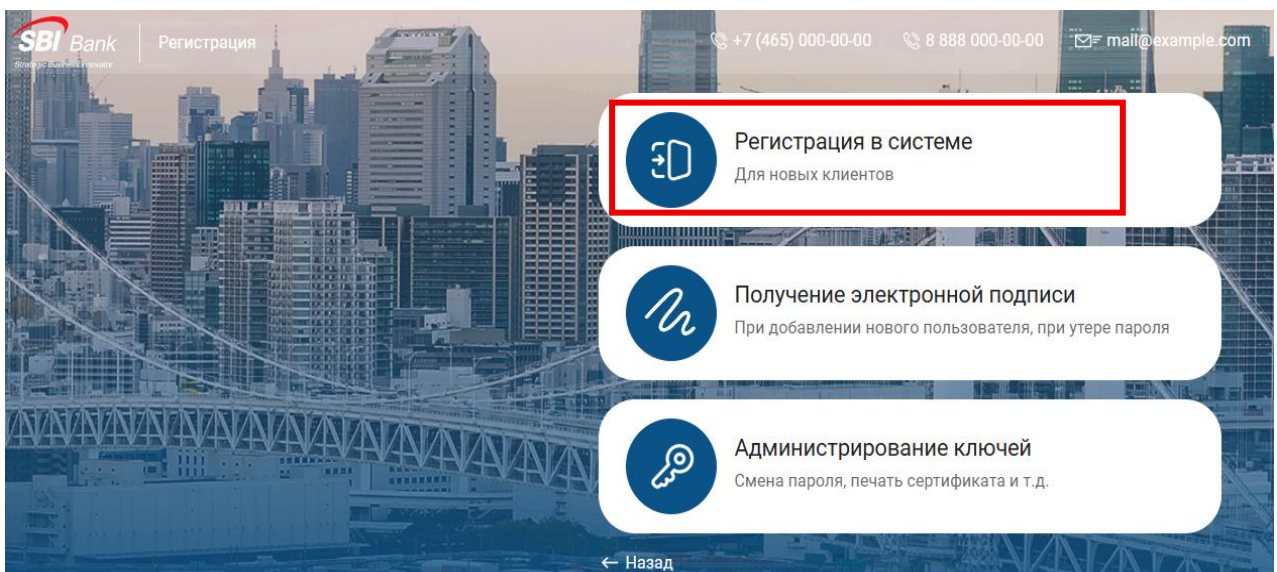 SBI Bank
Strategic Business Innovator
Регистрация
+7 (465) 000-00-00
8 888 000-00-00
mail@example.com
Регистрация в системе
Для новых клиентов
Получение электронной подписи
При добавлении нового пользователя, при утере пароля
Администрирование ключей
Смена пароля, печать сертификата и т.д.
← Назад